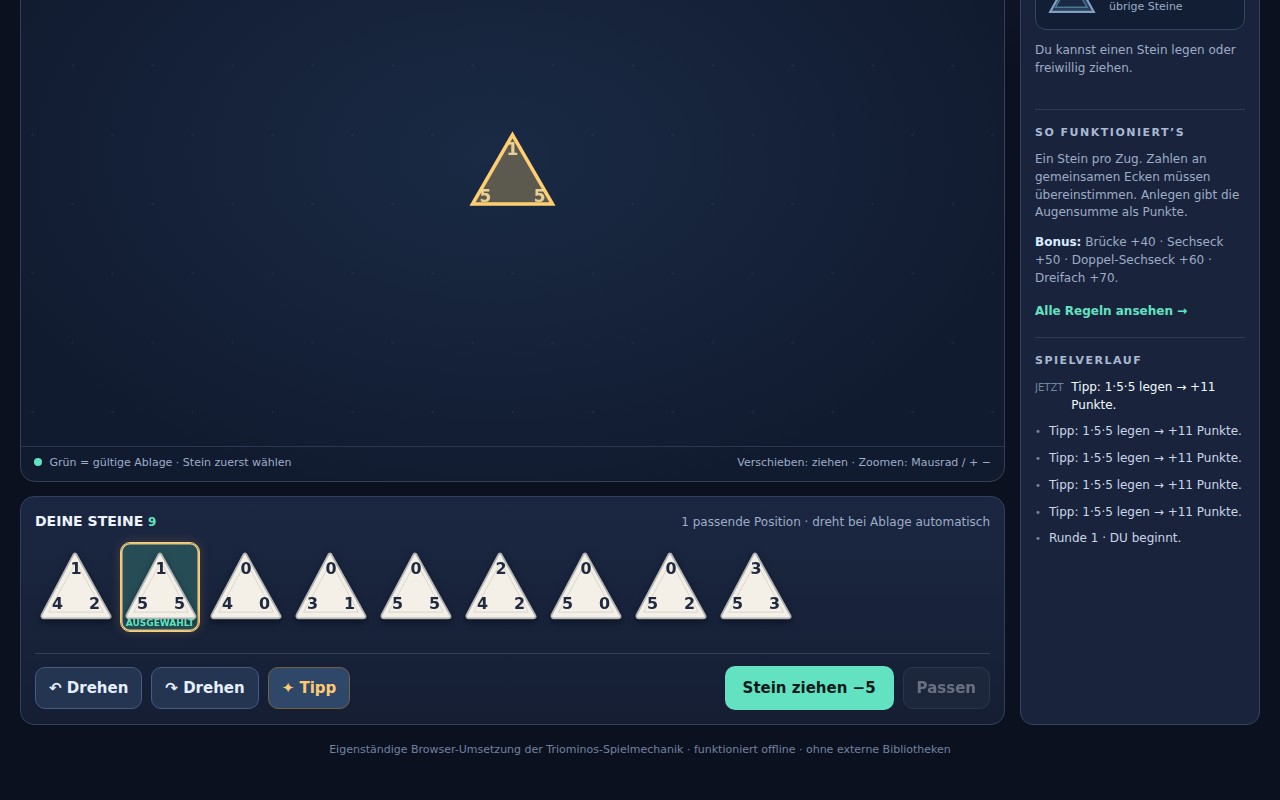 übrige Steine
Du kannst einen Stein legen oder
freiwillig ziehen.
SO FUNKTIONIERT’S
Ein Stein pro Zug. Zahlen an
gemeinsamen Ecken müssen
übereinstimmen. Anlegen gibt die
Augensumme als Punkte.
Bonus: Brücke +40 · Sechseck
+50 · Doppel-Sechseck +60 ·
Dreifach +70.
Alle Regeln ansehen →
SPIELVERLAUF
JETZT Tipp: 1·5·5 legen → +11
Punkte.
• Tipp: 1·5·5 legen → +11 Punkte.
• Tipp: 1·5·5 legen → +11 Punkte.
• Tipp: 1·5·5 legen → +11 Punkte.
• Tipp: 1·5·5 legen → +11 Punkte.
• Runde 1 · DU beginnt.
1
5 5
Grün = gültige Ablage · Stein zuerst wählen
Verschieben: ziehen · Zoomen: Mausrad / + −
DEINE STEINE 9
1 passende Position · dreht bei Ablage automatisch
1
4 2
1
5 5
AUSGEWÄHLT
0
4 0
0
3 1
0
5 5
2
4 2
0
5 0
0
5 2
3
5 3
↶ Drehen
↷ Drehen
✦ Tipp
Stein ziehen −5
Passen
Eigenständige Browser-Umsetzung der Triominos-Spielmechanik · funktioniert offline · ohne externe Bibliotheken